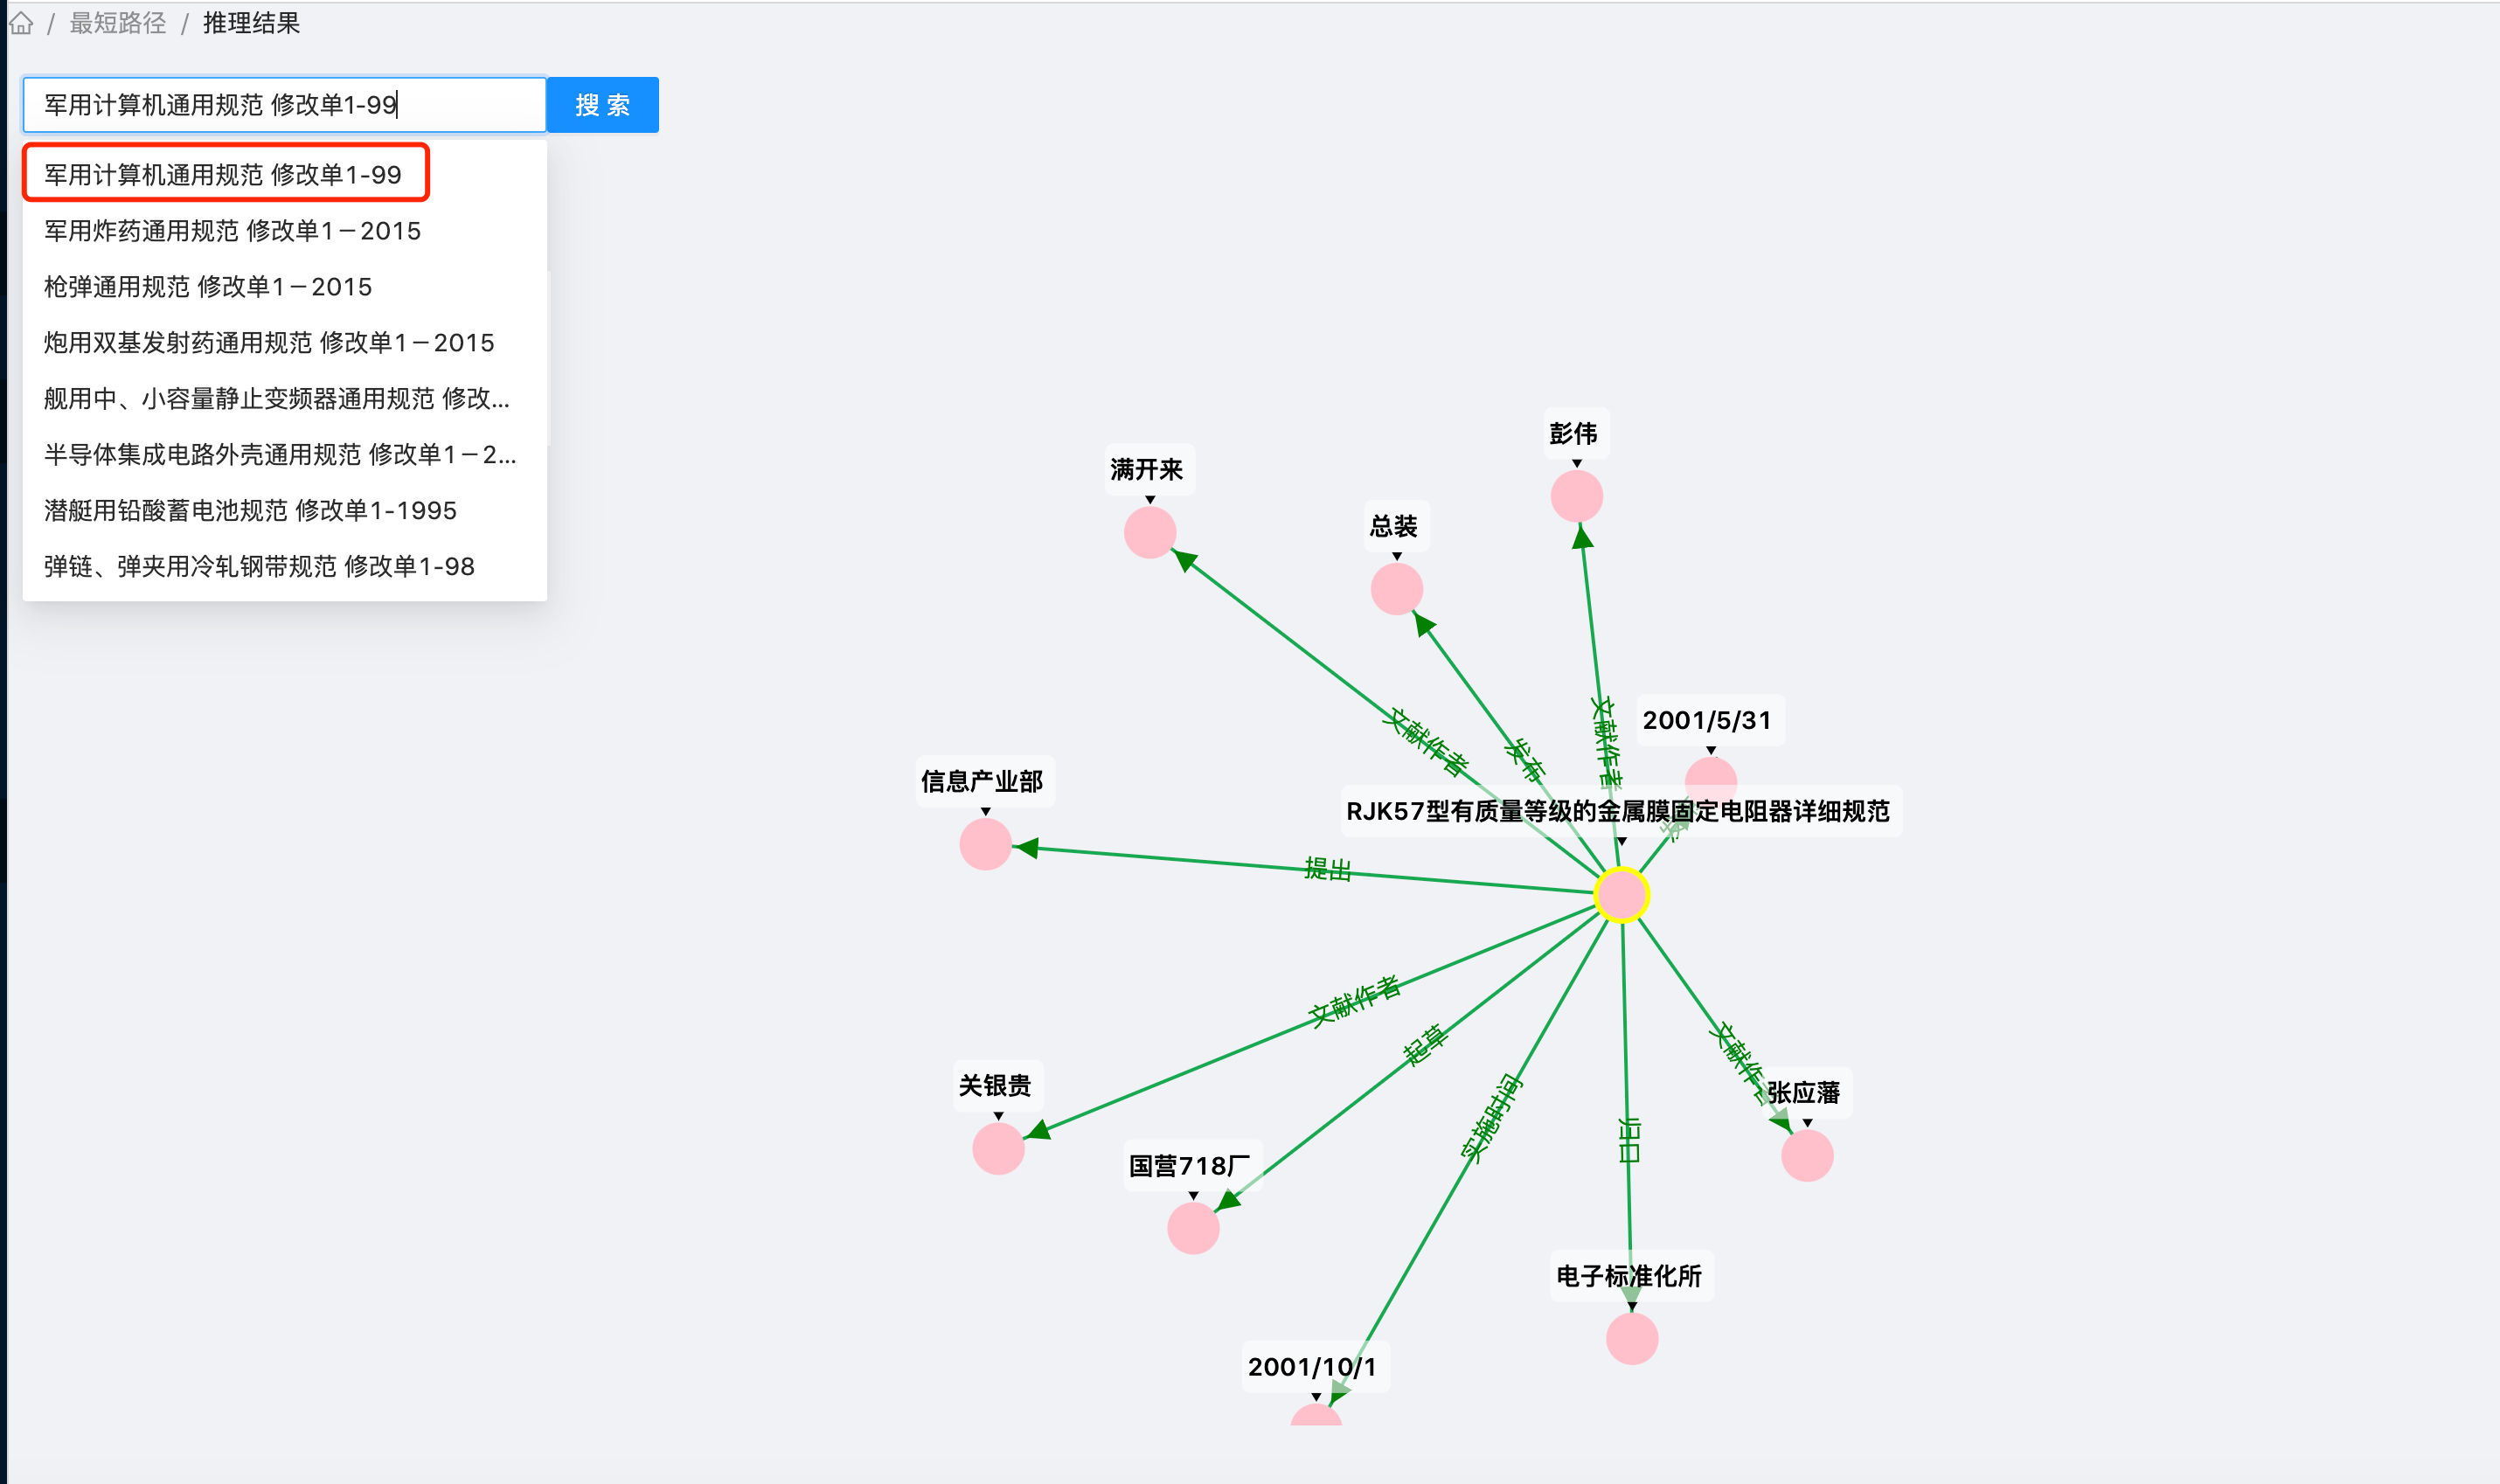 / 最短路径 / 推理结果
军用计算机通用规范 修改单1-99
搜 索
军用计算机通用规范 修改单1-99
军用炸药通用规范 修改单1－2015
枪弹通用规范 修改单1－2015
炮用双基发射药通用规范 修改单1－2015
舰用中、小容量静止变频器通用规范 修改...
半导体集成电路外壳通用规范 修改单1－2...
潜艇用铅酸蓄电池规范 修改单1-1995
弹链、弹夹用冷轧钢带规范 修改单1-98
彭伟
满开来
总装
文献作者
2001/5/31
文献作者
发布
信息产业部
RJK57型有质量等级的金属膜固定电阻器详细规范
提出
文献作者
起草
文献作
关银贵
张应藩
实施时间
归口
国营718厂
电子标准化所
2001/10/1